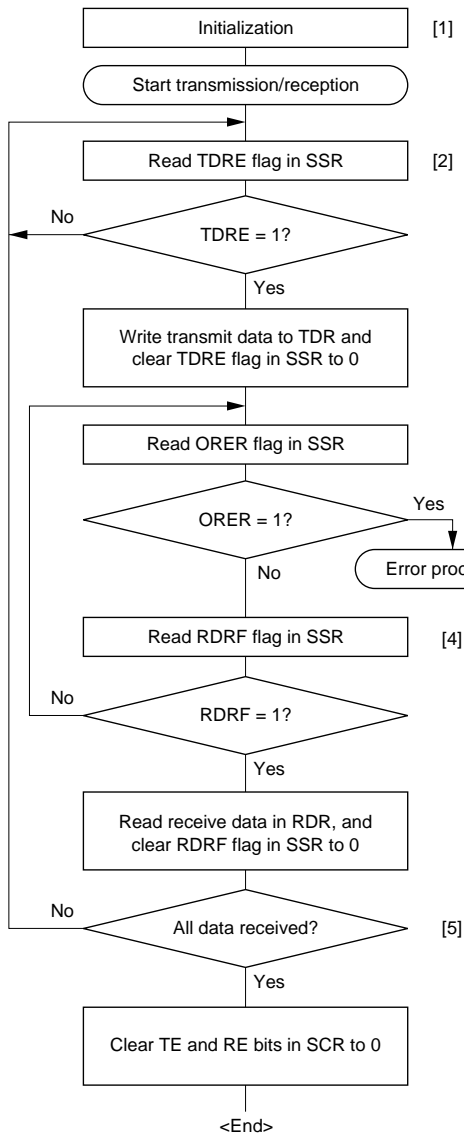 Initialization
[1]
Start transmission/reception
Read TDRE flag in SSR
[2]
No
TDRE = 1?
Yes
Write transmit data to TDR and
clear TDRE flag in SSR to 0
Read ORER flag in SSR
Yes
ORER = 1?
No
Error
Read RDRF flag in SSR
[4]
No
RDRF = 1?
Yes
Read receive data in RDR, and
clear RDRF flag in SSR to 0
No
All data received?
[5]
Yes
Clear TE and RE bits in SCR to 0
<End>